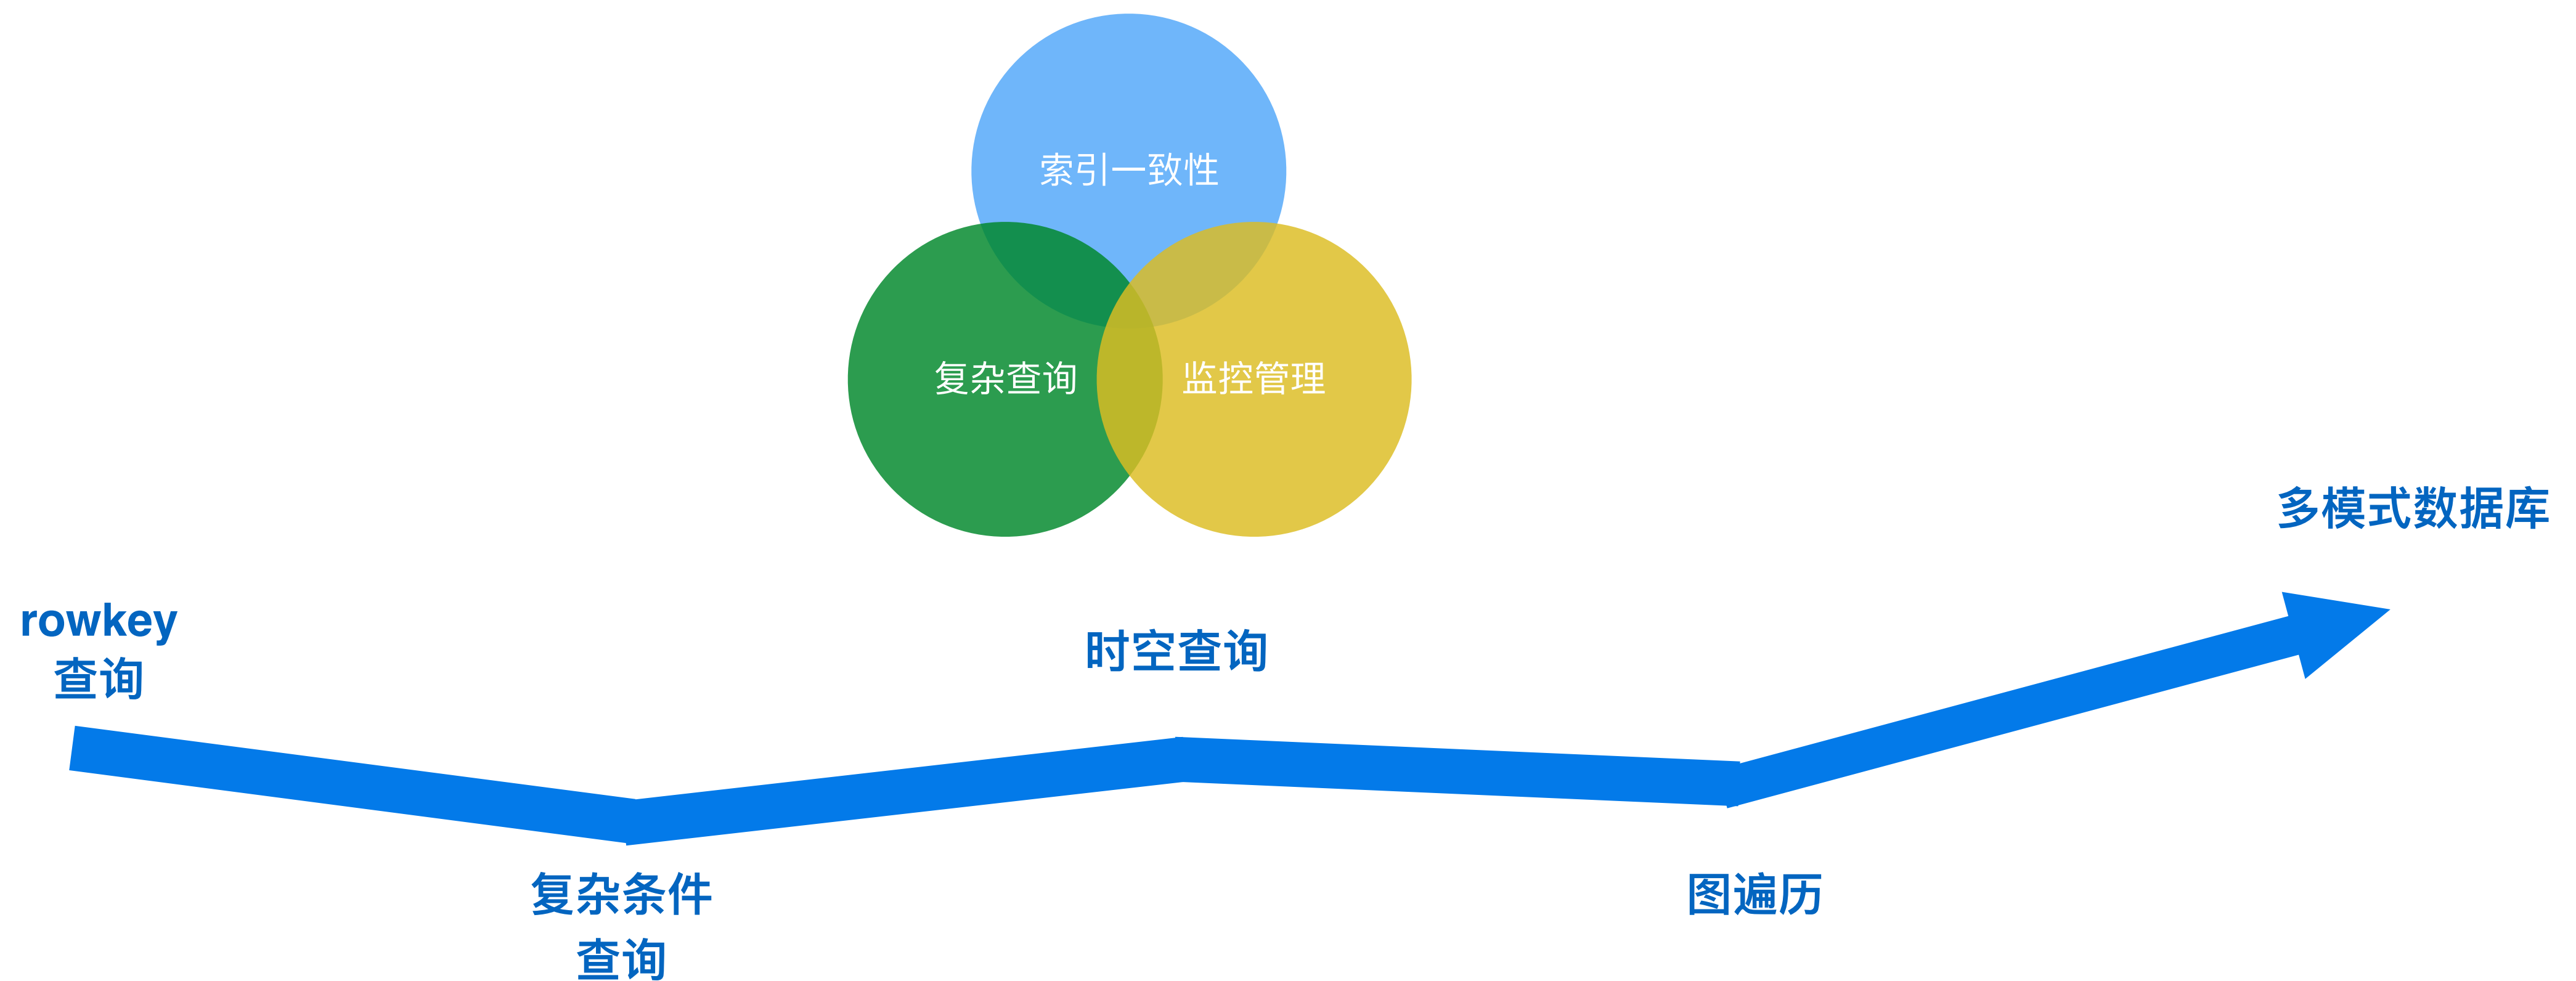 索引一致性
复杂查询
监控管理
多模式数据库
rowkey
查询
时空查询
复杂条件
查询
图遍历